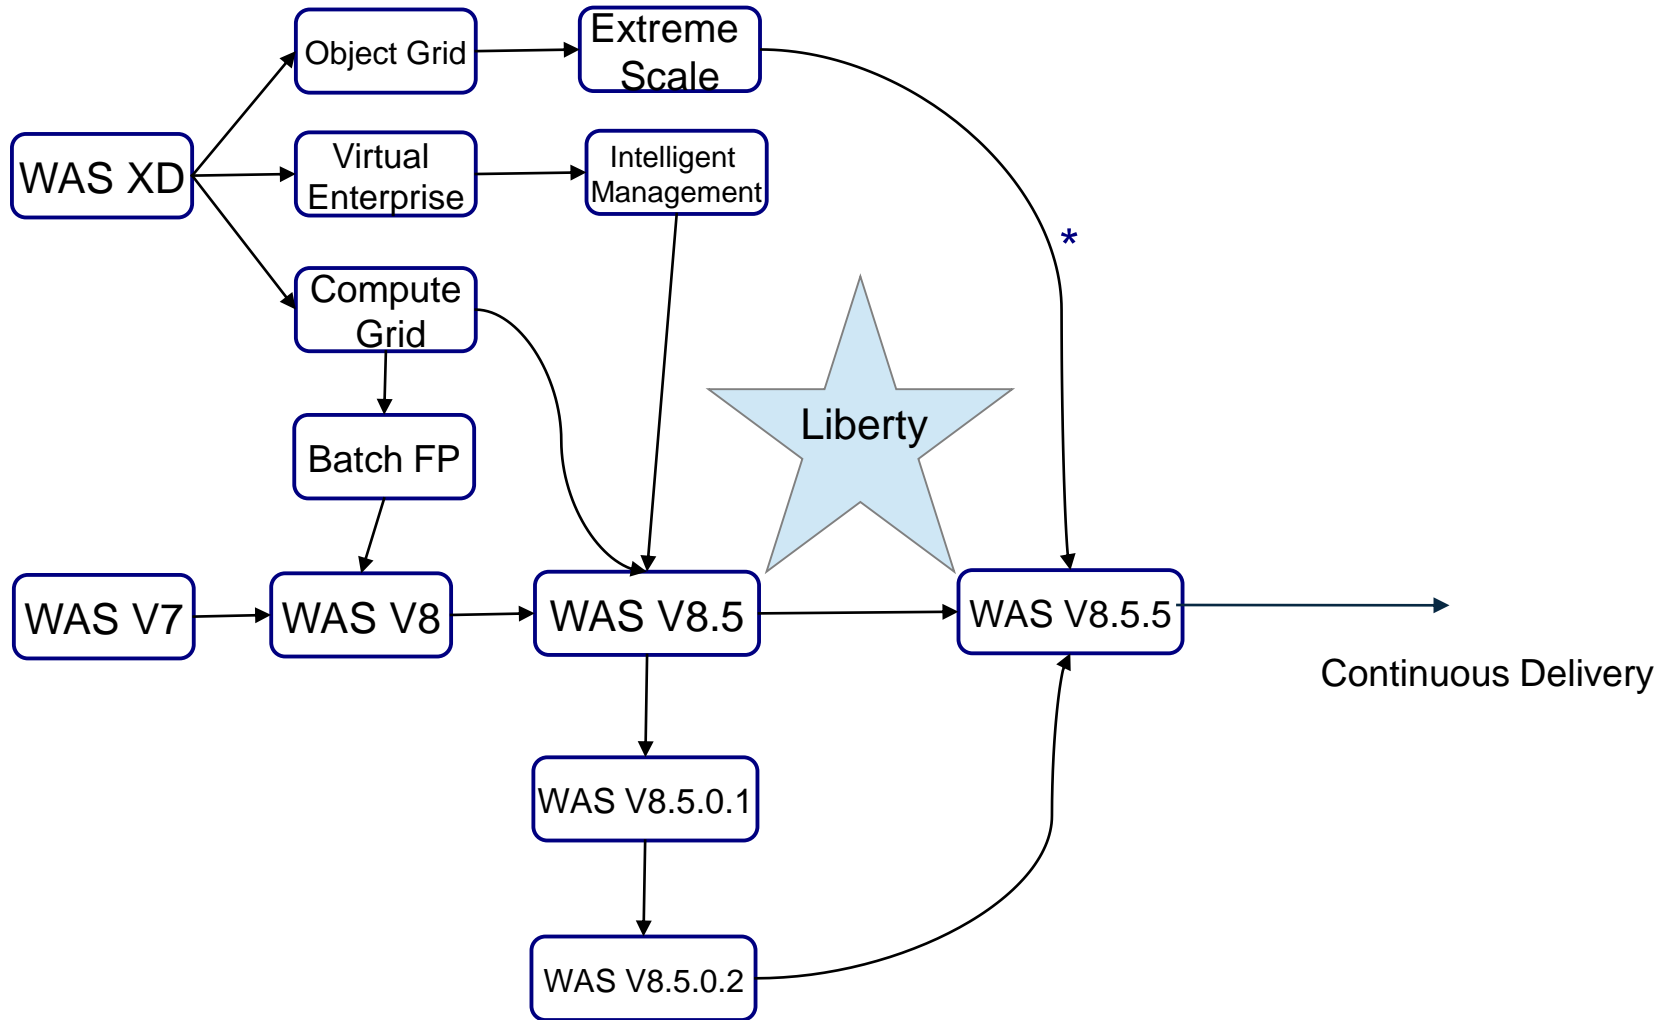 Object Grid
Extreme
Scale
WAS XD
Virtual
Enterprise
Intelligent
Management
*
Compute
Grid
Liberty
Batch FP
WAS V7
WAS V8
WAS V8.5
WAS V8.5.5
Continuous Delivery
WAS V8.5.0.1
WAS V8.5.0.2